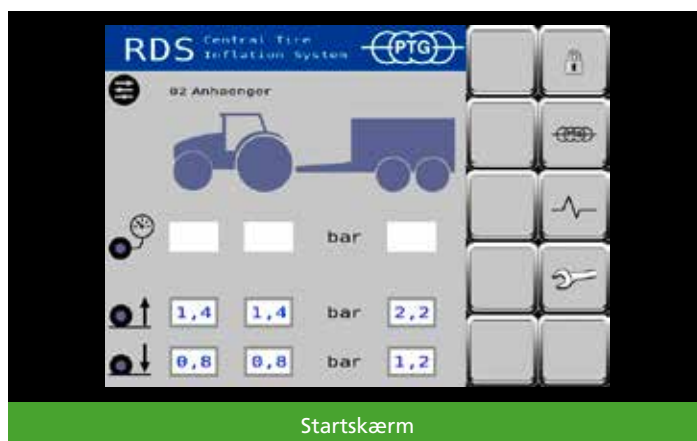 RDS Central Tire Inflation System PTG
02 Anhaenger
bar
1,4 1,4 bar 2,2
0,8 0,8 bar 1,2
PTG
Startskærm